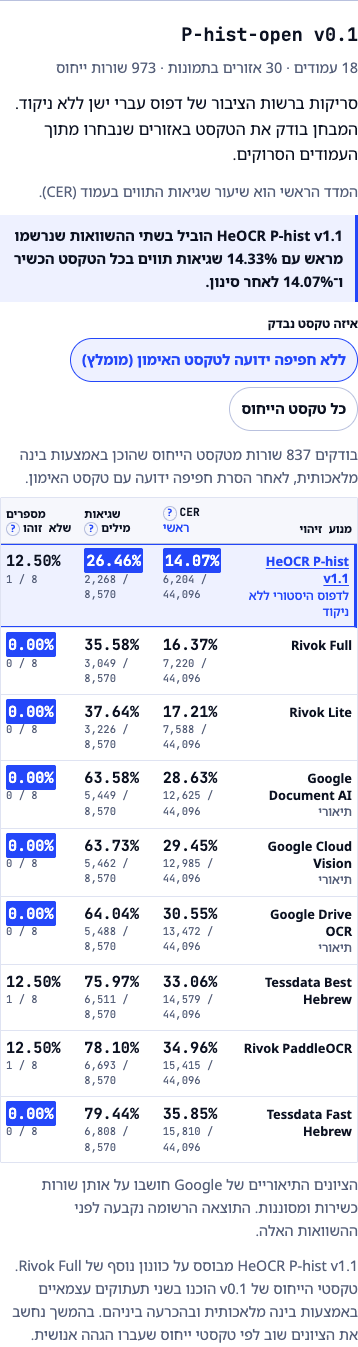 P-hist-open v0.1
18 עמודים · 30 אזורים בתמונות · 973 שורות ייחוס
סריקות ברשות הציבור של דפוס עברי ישן ללא ניקוד.
המבחן בודק את הטקסט באזורים שנבחרו מתוך
העמודים הסרוקים.
המדד הראשי הוא שיעור שגיאות התווים בעמוד (CER).
HeOCR P-hist v1.1 הוביל בשתי ההשוואות שנרשמו
מראש עם 14.33% שגיאות תווים בכל הטקסט הכשיר
ו־14.07% לאחר סינון.
איזה טקסט נבדק
ללא חפיפה ידועה לטקסט האימון (מומלץ)
כל טקסט הייחוס
בודקים 837 שורות מטקסט הייחוס שהוכן באמצעות בינה
מלאכותית, לאחר הסרת חפיפה ידועה עם טקסט האימון.
מנוע זיהוי
CER ?
ראשי
שגיאות
מילים ?
מספרים
שלא זוהו ?
HeOCR P-hist
v1.1
לדפוס היסטורי ללא
ניקוד
14.07%
6,204 /
44,096
26.46%
2,268 /
8,570
12.50%
1 / 8
Rivok Full
16.37%
7,220 /
44,096
35.58%
3,049 /
8,570
0.00%
0 / 8
Rivok Lite
17.21%
7,588 /
44,096
37.64%
3,226 /
8,570
0.00%
0 / 8
Google
Document AI
תיאורי
28.63%
12,625 /
44,096
63.58%
5,449 /
8,570
0.00%
0 / 8
Google Cloud
Vision
תיאורי
29.45%
12,985 /
44,096
63.73%
5,462 /
8,570
0.00%
0 / 8
Google Drive
OCR
תיאורי
30.55%
13,472 /
44,096
64.04%
5,488 /
8,570
0.00%
0 / 8
Tessdata Best
Hebrew
33.06%
14,579 /
44,096
75.97%
6,511 /
8,570
12.50%
1 / 8
Rivok PaddleOCR
34.96%
15,415 /
44,096
78.10%
6,693 /
8,570
12.50%
1 / 8
Tessdata Fast
Hebrew
35.85%
15,810 /
44,096
79.44%
6,808 /
8,570
0.00%
0 / 8
הציונים התיאוריים של Google חושבו על אותן שורות
כשירות ומסוננות. התוצאה הרשומה נקבעה לפני
ההשוואות האלה.
HeOCR P-hist v1.1 מבוסס על כוונון נוסף של Rivok Full.
טקסטי הייחוס של v0.1 הוכנו בשני תעתוקים עצמאיים
באמצעות בינה מלאכותית ובהכרעה ביניהם. בהמשך נחשב
את הציונים שוב לפי טקסטי ייחוס שעברו הגהה אנושית.